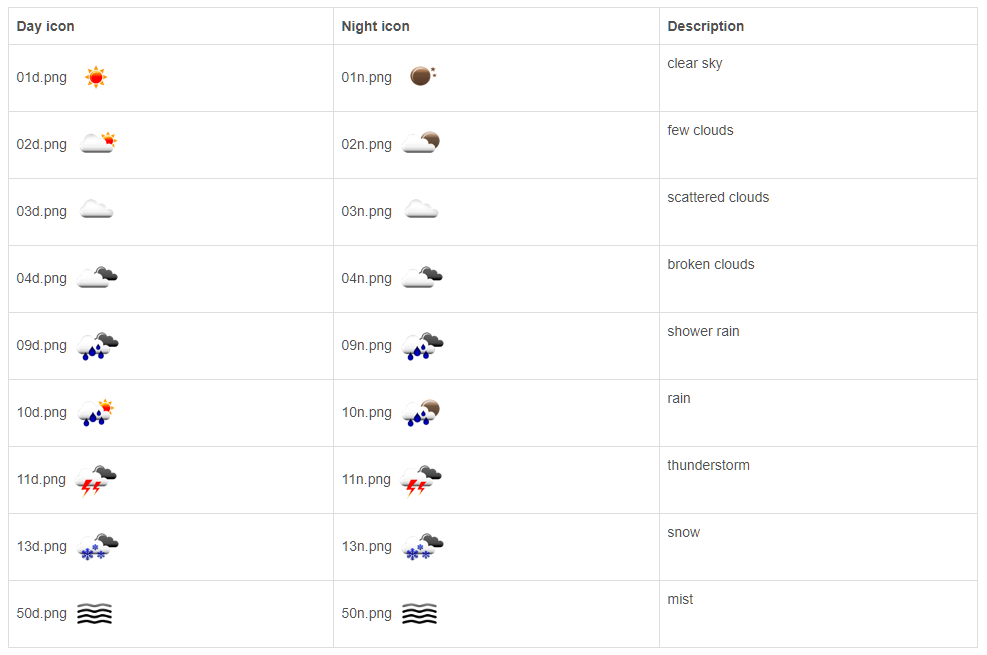 Day icon Night icon Description
01d.png 01n.png clear sky
02d.png 02n.png few clouds
03d.png 03n.png scattered clouds
04d.png 04n.png broken clouds
09d.png 09n.png shower rain
10d.png 10n.png rain
11d.png 11n.png thunderstorm
13d.png 13n.png snow
50d.png 50n.png mist